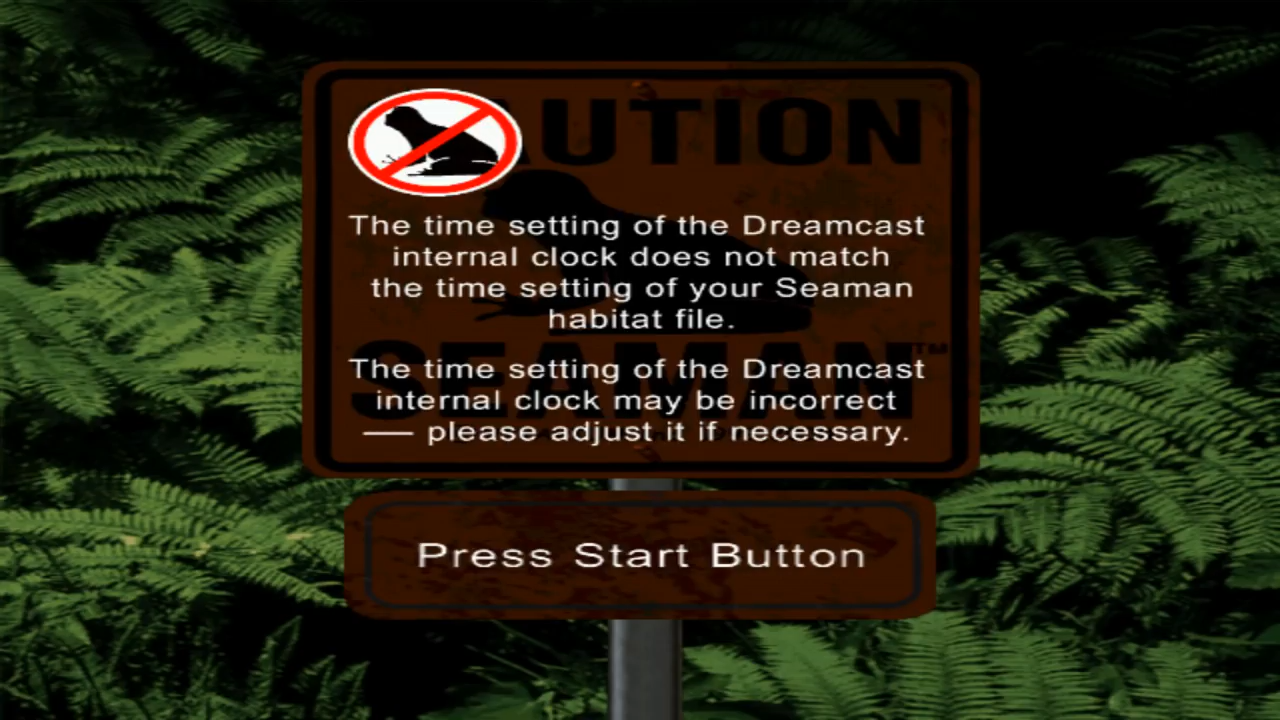 CAUTION
The time setting of the Dreamcast
internal clock does not match
the time setting of your Seaman
habitat file.
SEAMAN™
The time setting of the Dreamcast
internal clock may be incorrect
— please adjust it if necessary.
Press Start Button